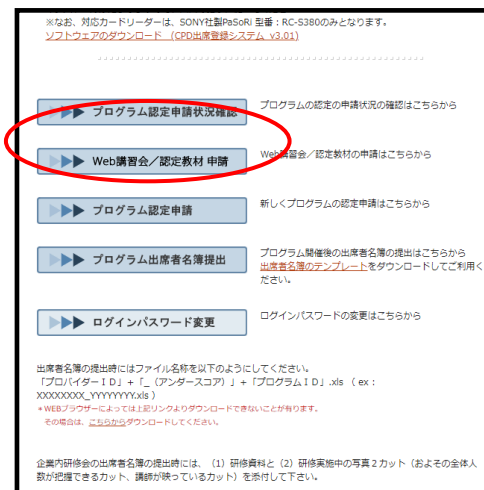 ※なお、対応カードリーダーは、SONY社製PaSoRi 型番：RC-S380のみとなります。
ソフトウェアのダウンロード （CPD出席登録システム v3.01）
プログラム認定申請状況確認
プログラムの認定の申請状況の確認はこちらから
Web講習会／認定教材 申請
Web講習会／認定教材の申請はこちらから
プログラム認定申請
新しくプログラムの認定申請はこちらから
プログラム出席者名簿提出
プログラム開催後の出席者名簿の提出はこちらから
出席者名簿のテンプレートをダウンロードしてご利用く
ださい。
ログインパスワード変更
ログインパスワードの変更はこちらから
出席者名簿の提出時にはファイル名称を以下のようにしてください。
「プロバイダーＩＤ」+「_（アンダースコア）」+「プログラムＩＤ」.xls （ ex：
XXXXXXXX_YYYYYYYY.xls ）
＊WEBブラウザーによっては上記リンクよりダウンロードできないことが有ります。
その場合は、こちらからダウンロードしてください。
企業内研修会の出席者名簿の提出時には、（1）研修資料と（2）研修実施中の写真２カット（およその全体人
数が把握できるカット、講師が映っているカット）を添付して下さい。